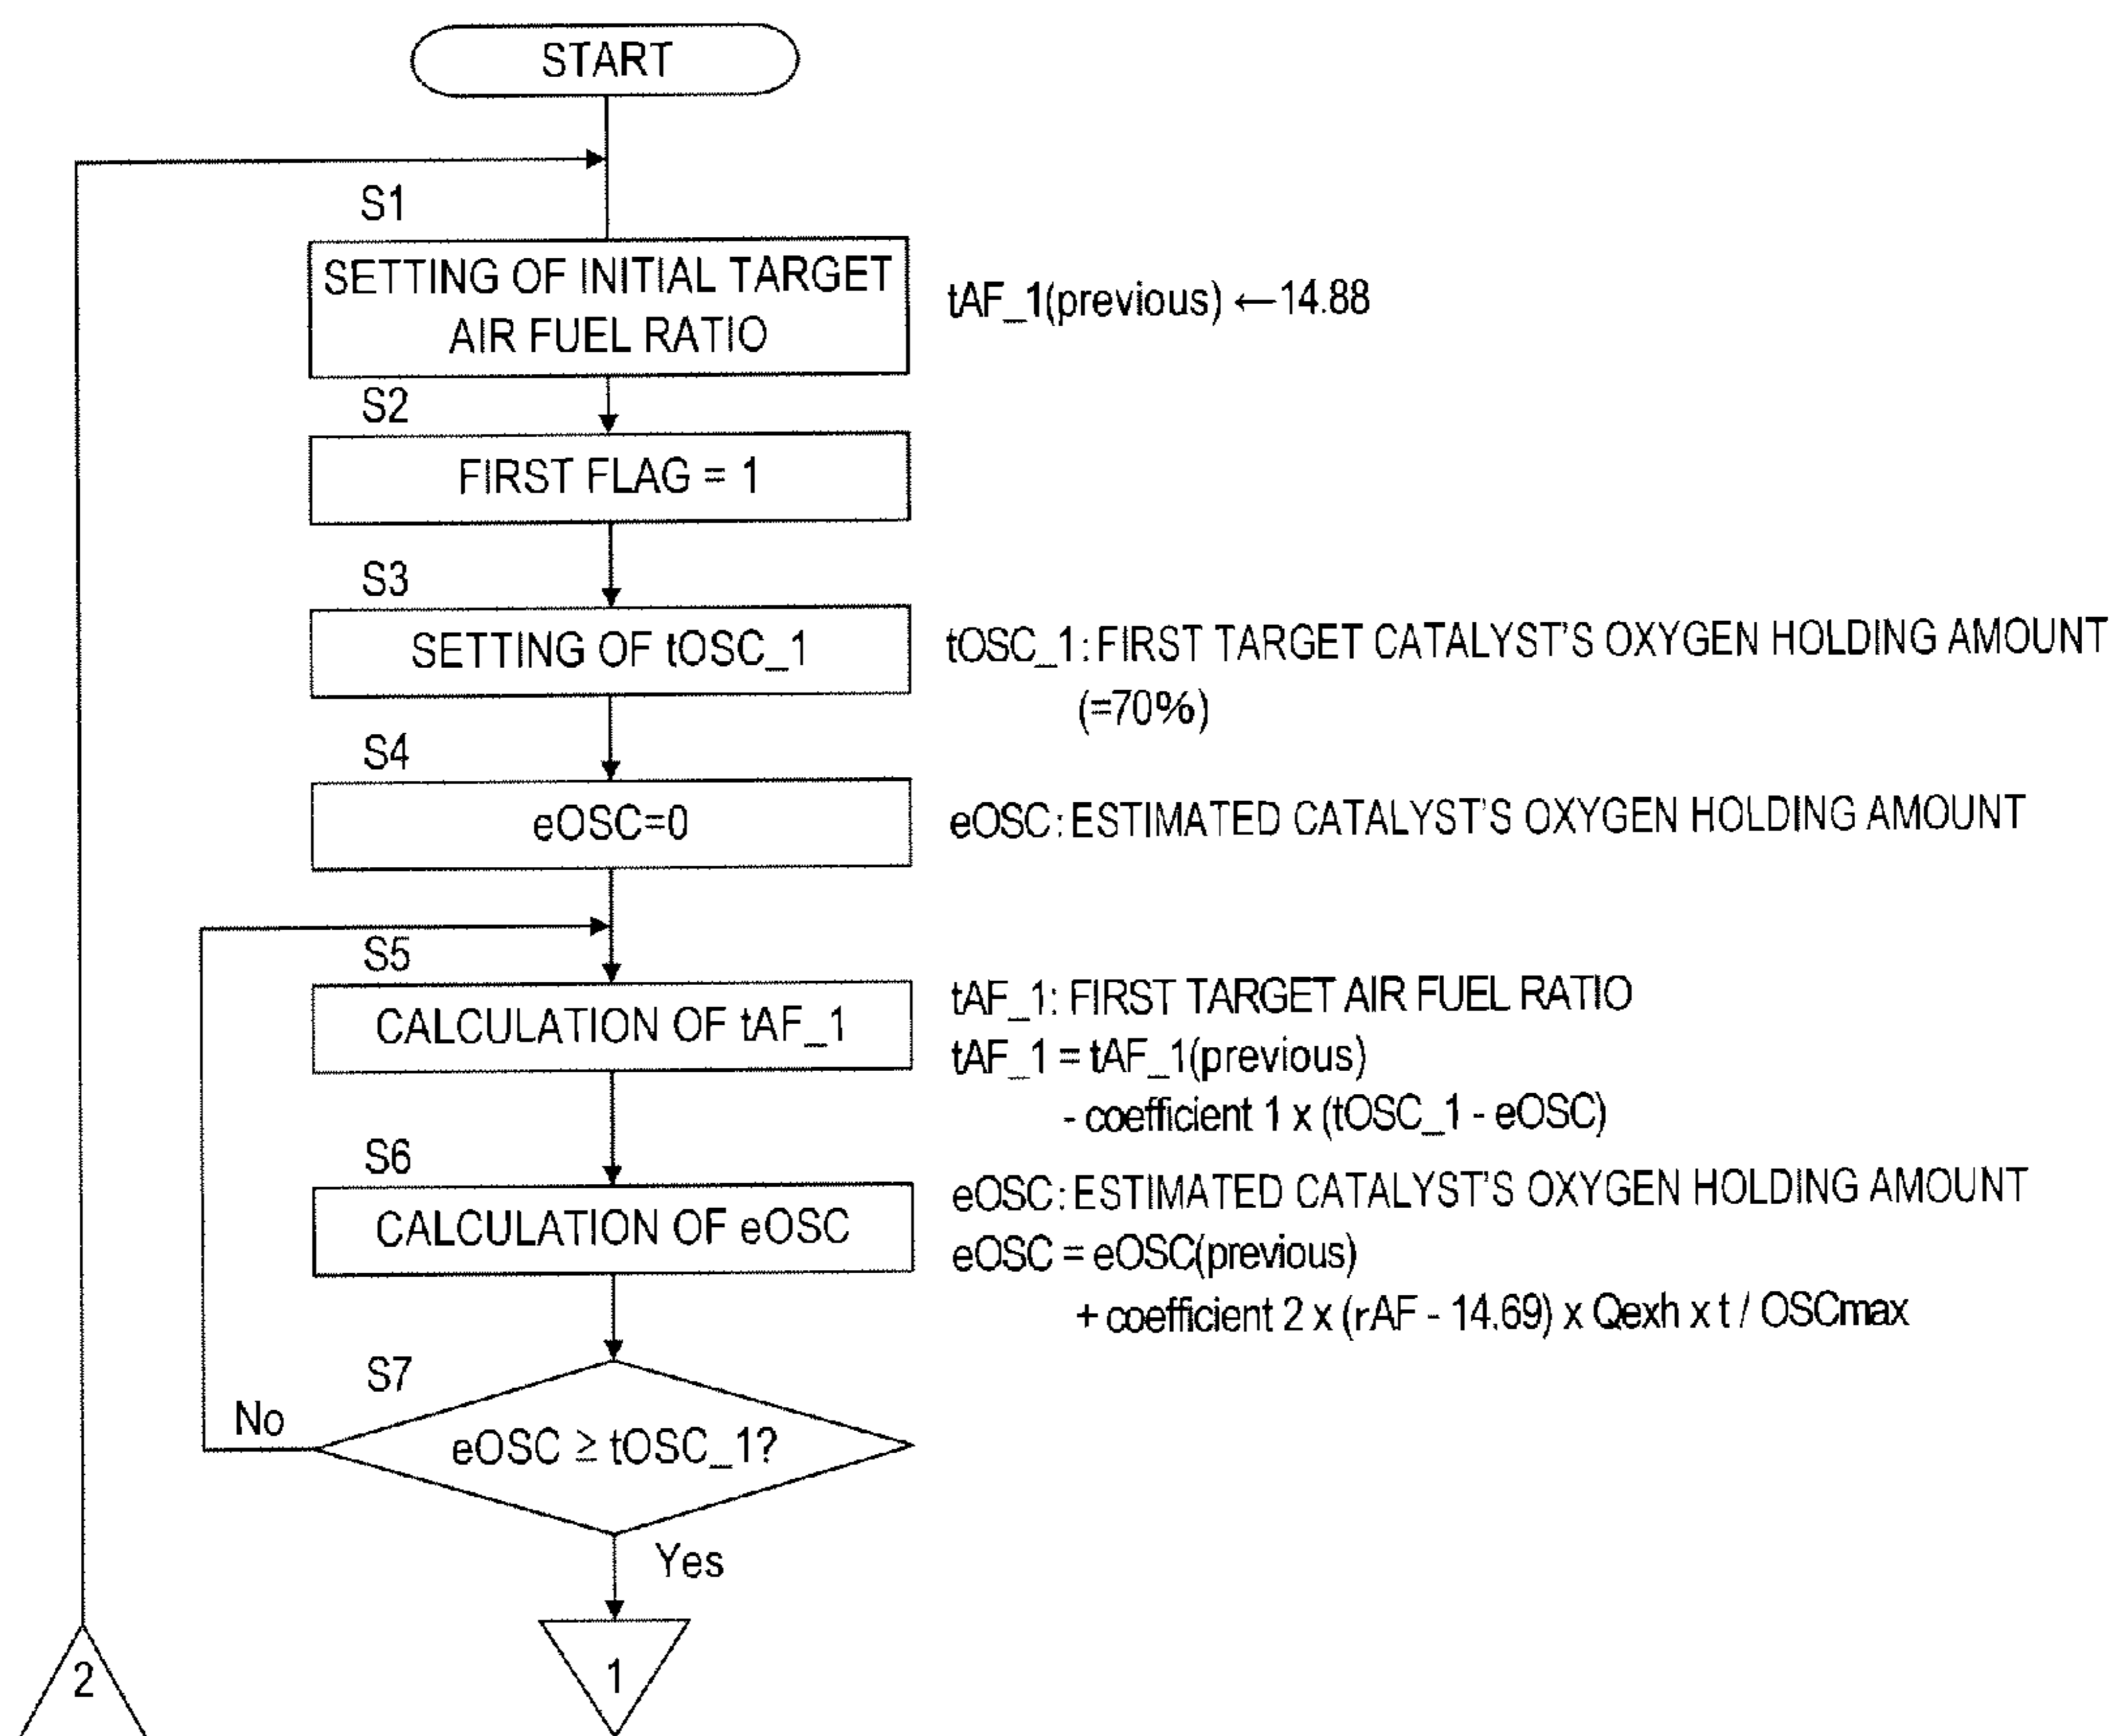 START
S1
SETTING OF INITIAL TARGET
AIR FUEL RATIO
tAF_1(previous) ←14.88
S2
FIRST FLAG = 1
S3
SETTING OF tOSC_1
tOSC_1: FIRST TARGET CATALYST'S OXYGEN HOLDING AMOUNT
(=70%)
S4
eOSC=0
eOSC: ESTIMATED CATALYST'S OXYGEN HOLDING AMOUNT
S5
CALCULATION OF tAF_1
tAF_1: FIRST TARGET AIR FUEL RATIO
tAF_1 = tAF_1(previous)
- coefficient 1 x (tOSC_1 - eOSC)
S6
CALCULATION OF eOSC
eOSC: ESTIMATED CATALYST'S OXYGEN HOLDING AMOUNT
eOSC = eOSC(previous)
+ coefficient 2 x (rAF - 14.69) x Qexh x t / OSCmax
S7
No
eOSC ≥ tOSC_1?
Yes
2
1